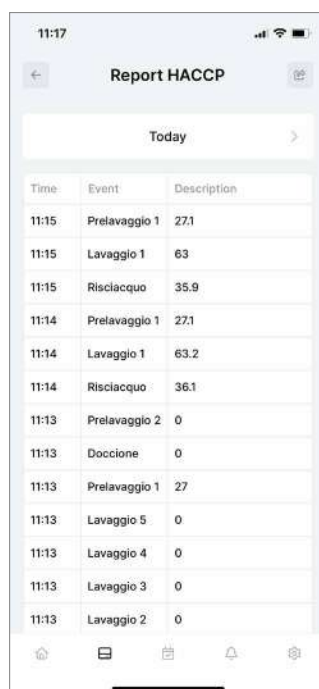 11:17
Report HACCP
Today
Time Event Description
11:15 Prelavaggio 1 27.1
11:15 Lavaggio 1 63
11:15 Risciacquo 35.9
11:14 Prelavaggio 1 27.1
11:14 Lavaggio 1 63.2
11:14 Risciacquo 36.1
11:13 Prelavaggio 2 0
11:13 Doccione 0
11:13 Prelavaggio 1 27
11:13 Lavaggio 5 0
11:13 Lavaggio 4 0
11:13 Lavaggio 3 0
11:13 Lavaggio 2 0